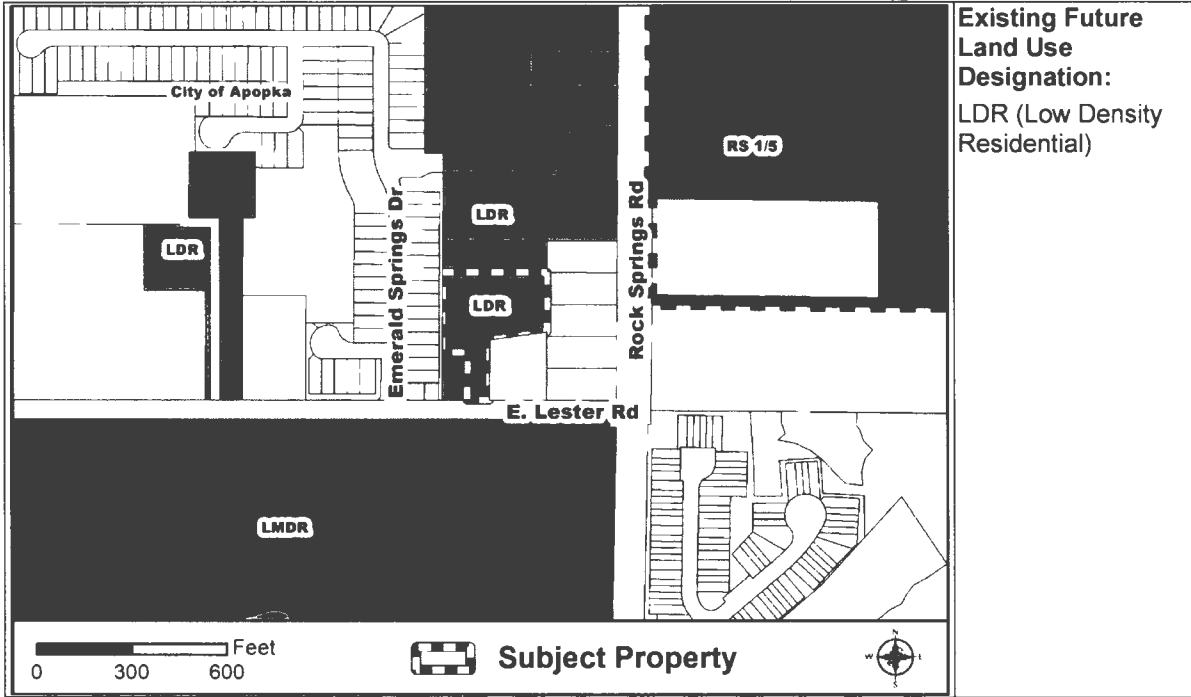 Existing Future
Land Use
Designation:
LDR (Low Density
Residential)
City of Apopka
RS 1/5
LDR
LDR
LDR
Emerald Springs Dr
Rock Springs Rd
E. Lester Rd
LMDR
Feet
0 300 600
Subject Property
N
W
S